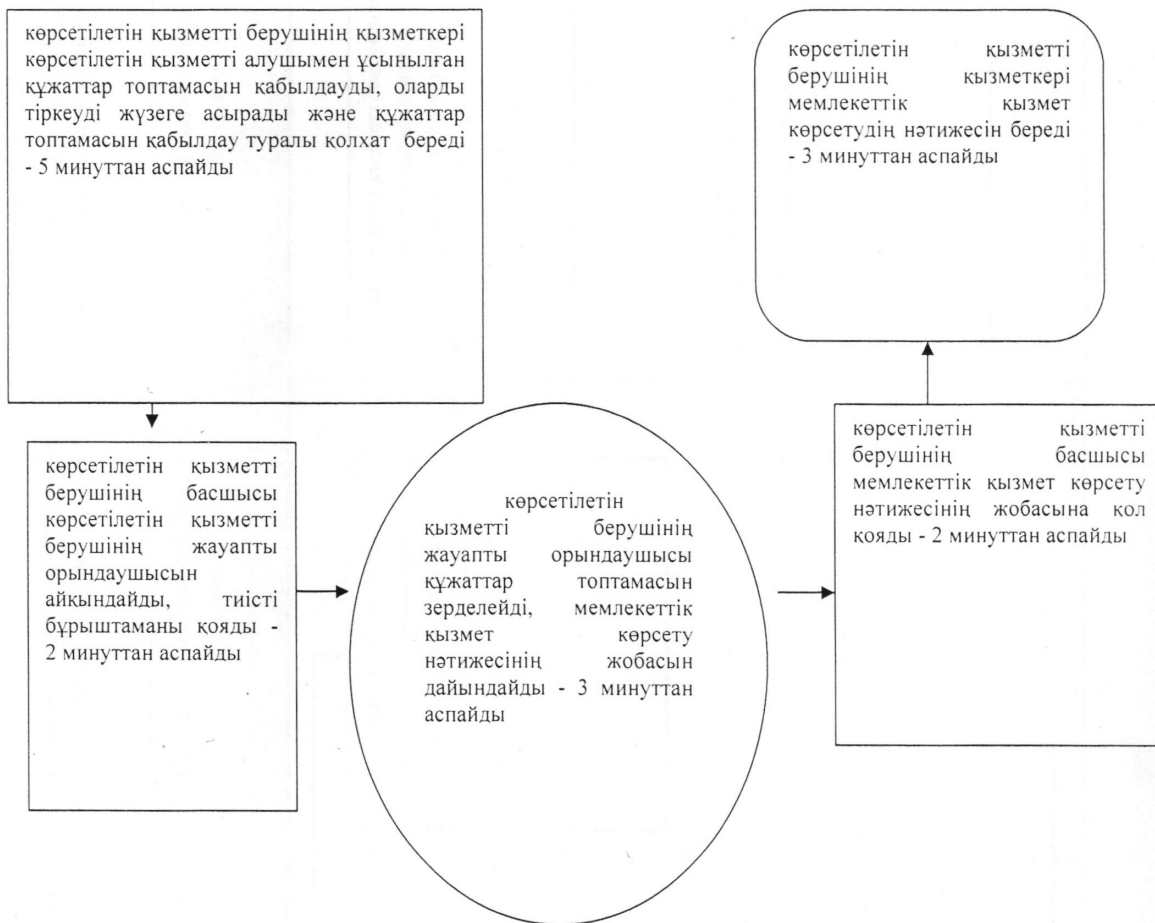 көрсетілетін қызметті берушінің қызметкері
көрсетілетін қызметті алушымен ұсынылған
құжаттар топтамасын қабылдауды, оларды
тіркеуді жүзеге асырады және құжаттар
топтамасын қабылдау туралы қолхат береді
- 5 минуттан аспайды
көрсетілетін қызметті
берушінің басшысы
көрсетілетін қызметті
берушінің жауапты
орындаушысын
айқындайды, тиісті
бұрыштаманы қояды -
2 минуттан аспайды
көрсетілетін
қызметті берушінің
жауапты орындаушысы
құжаттар топтамасын
зерделейді, мемлекеттік
қызмет көрсету
нәтижесінің жобасын
дайындайды - 3 минуттан
аспайды
көрсетілетін қызметті
берушінің басшысы
мемлекеттік қызмет көрсету
нәтижесінің жобасына қол
қояды - 2 минуттан аспайды
көрсетілетін қызметті
берушінің қызметкері
мемлекеттік қызмет
көрсетудің нәтижесін береді
- 3 минуттан аспайды